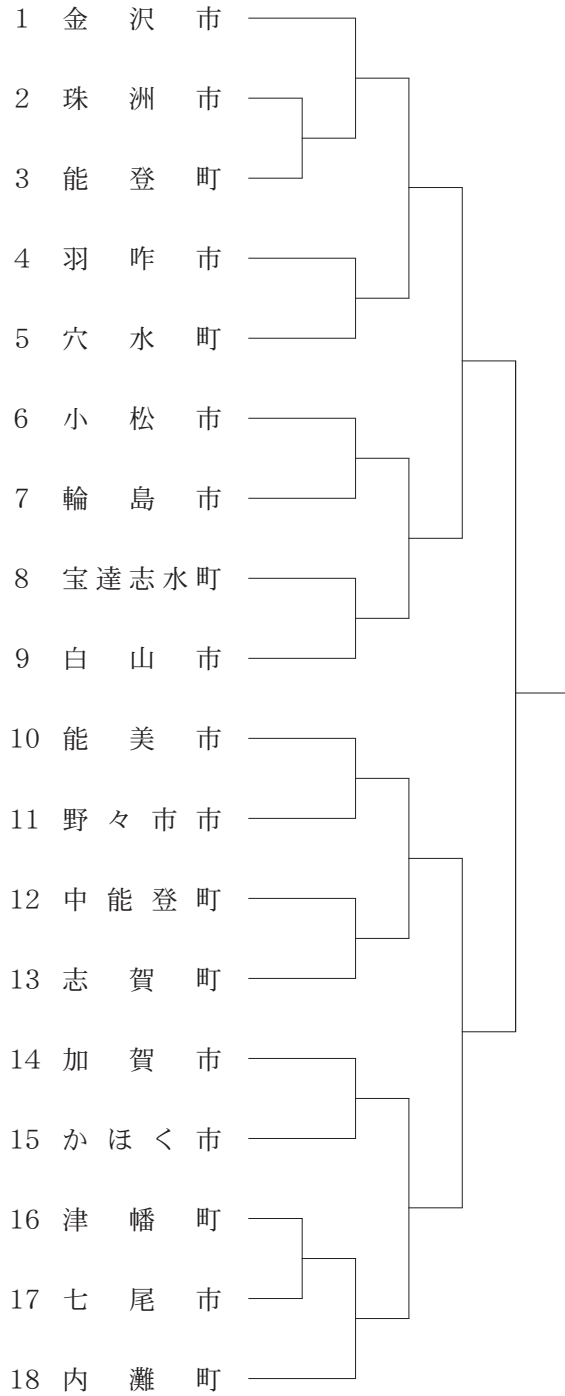 1 金沢市
2 珠洲市
3 能登町
4 羽咋市
5 穴水町
6 小松市
7 輪島市
8 宝達志水町
9 白山市
10 能美市
11 野々市市
12 中能登町
13 志賀町
14 加賀市
15 かほく市
16 津幡町
17 七尾市
18 内灘町